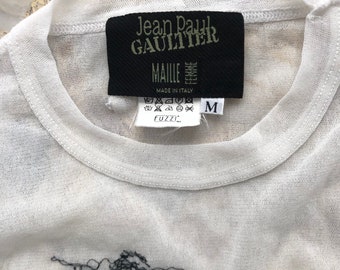 Jean Paul
GAULTIER
MAILLE FEMME
MADE IN ITALY
M
FUZZI